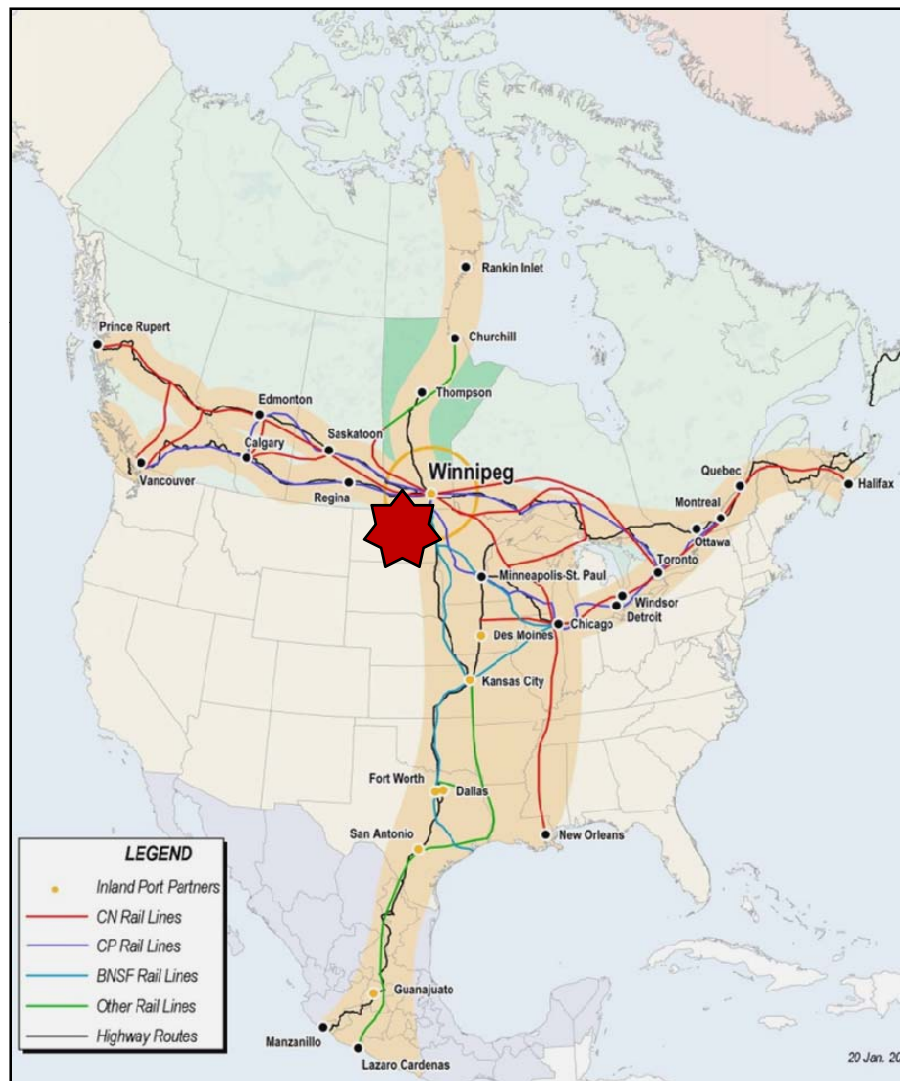 Rankin Inlet
Prince Rupert
Churchill
Thompson
Edmonton
Saskatoon
Calgary
Winnipeg
Quebec
Vancouver
Regina
Halifax
Montreal
Ottawa
Toronto
Minneapolis-St. Paul
Windsor
Detroit
Chicago
Des Moines
Kansas City
Fort Worth
Dallas
San Antonio
New Orleans
LEGEND
Inland Port Partners
CN Rail Lines
CP Rail Lines
BNSF Rail Lines
Other Rail Lines
Highway Routes
Guanajuato
Manzanillo
Lazaro Cardenas
20 Jan. 20